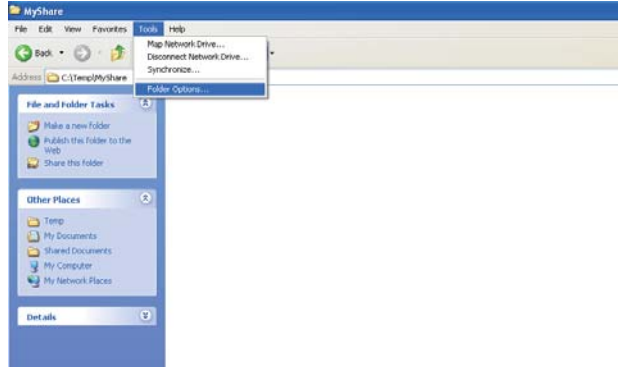 MyShare
File Edit View Favorites Tools Help
Map Network Drive...
Disconnect Network Drive...
Synchronize...
Folder Options...
Back
Address C:\Temp\MyShare
File and Folder Tasks
Make a new folder
Publish this folder to the
Web
Share this folder
Other Places
Temp
My Documents
Shared Documents
My Computer
My Network Places
Details